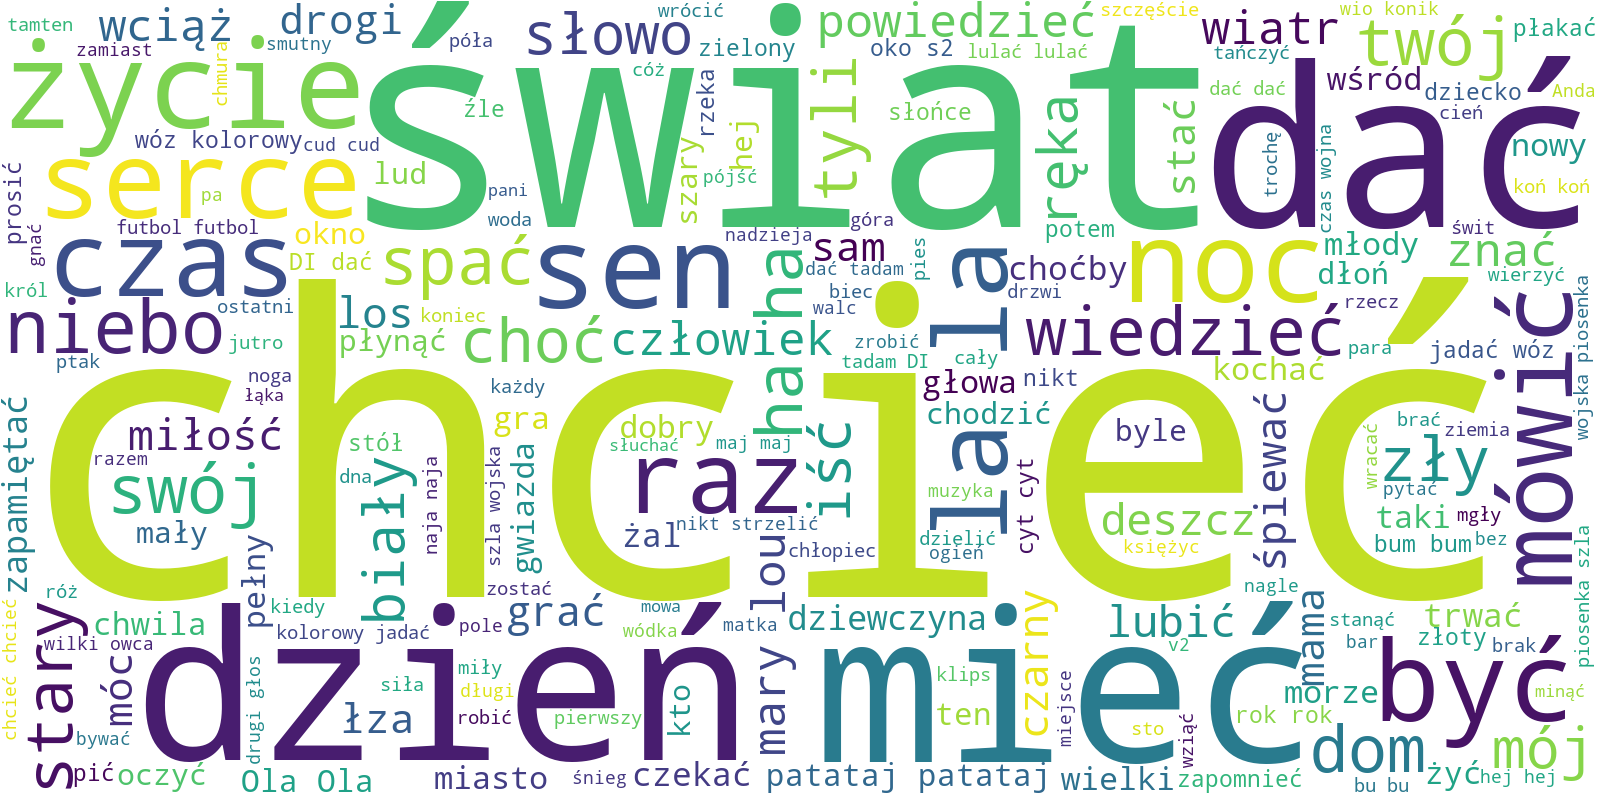 tamten
wciąż
drogi
słowo
wrócić
powiedzieć
szczęście
wiatr
wio konik
twój
płakać
zamiast
smutny
póła
zielony
oko s2
lulać lulać
tańczyć
życie
chmura
świat
cóż
rzeka
tyli
słońce
ręka
stać
dać dać
wśród
dziecko
Anda
cień
dać
źle
wóz kolorowy
cud cud
hej
szary
trochę
czas wojna
nowy
serce
lud
pa
pani
pójść
koń koń
prosić
gnać
futbol futbol
woda
góra
potem
świt
czas
okno
DI dać
spać
sen
nadzieja
sam
noc
młody
znać
dłoń
wierzyć
król
ostatni
dać tadam
pies
choćby
drzwi
rzecz
niebo
los
koniec
biec
walc
la la
ha ha
mówić
wojska piosenka
jutro
płynąć
choć
człowiek
zrobić
wiedzieć
para
jadać wóz
ptak
tadam DI
cały
noga
łąka
każdy
głowa
nikt
kochać
chcieć
zapamiętać
miłość
stół
gra
dobry
słuchać
maj maj
chodzić
byle
śpiewać
brać
ziemia
razem
biały
iść
wracać
zły
swój
dna
naja naja
szla wojska
gwiazda
raz
muzyka
pytać
mały
żal
nikt strzelić
dzielić
cyt cyt
deszcz
taki
mgły
pełny
chłopiec
ogień
księżyc
bum bum
bez
piosenka szla
róż
zostać
mary lou
nagle
chcieć chcieć
stary
chwila
kiedy
grać
mowa
dziewczyna
lubić
mama
stanąć
trwać
wilki owca
kolorowy jadać
pole
wódka
matka
czarny
v2
bar
złoty
brak
móc
dzień
drugi głos
miły
siła
długi
klips
mieć
miejsce
morze
być
minąć
bywać
łza
robić
pierwszy
kto
ten
sto
wziąć
rok rok
dom
mój
pić
oczyć
Ola Ola
miasto
śnieg
czekać
patataj patataj
wielki
zapomnieć
bu bu
żyć
hej hej